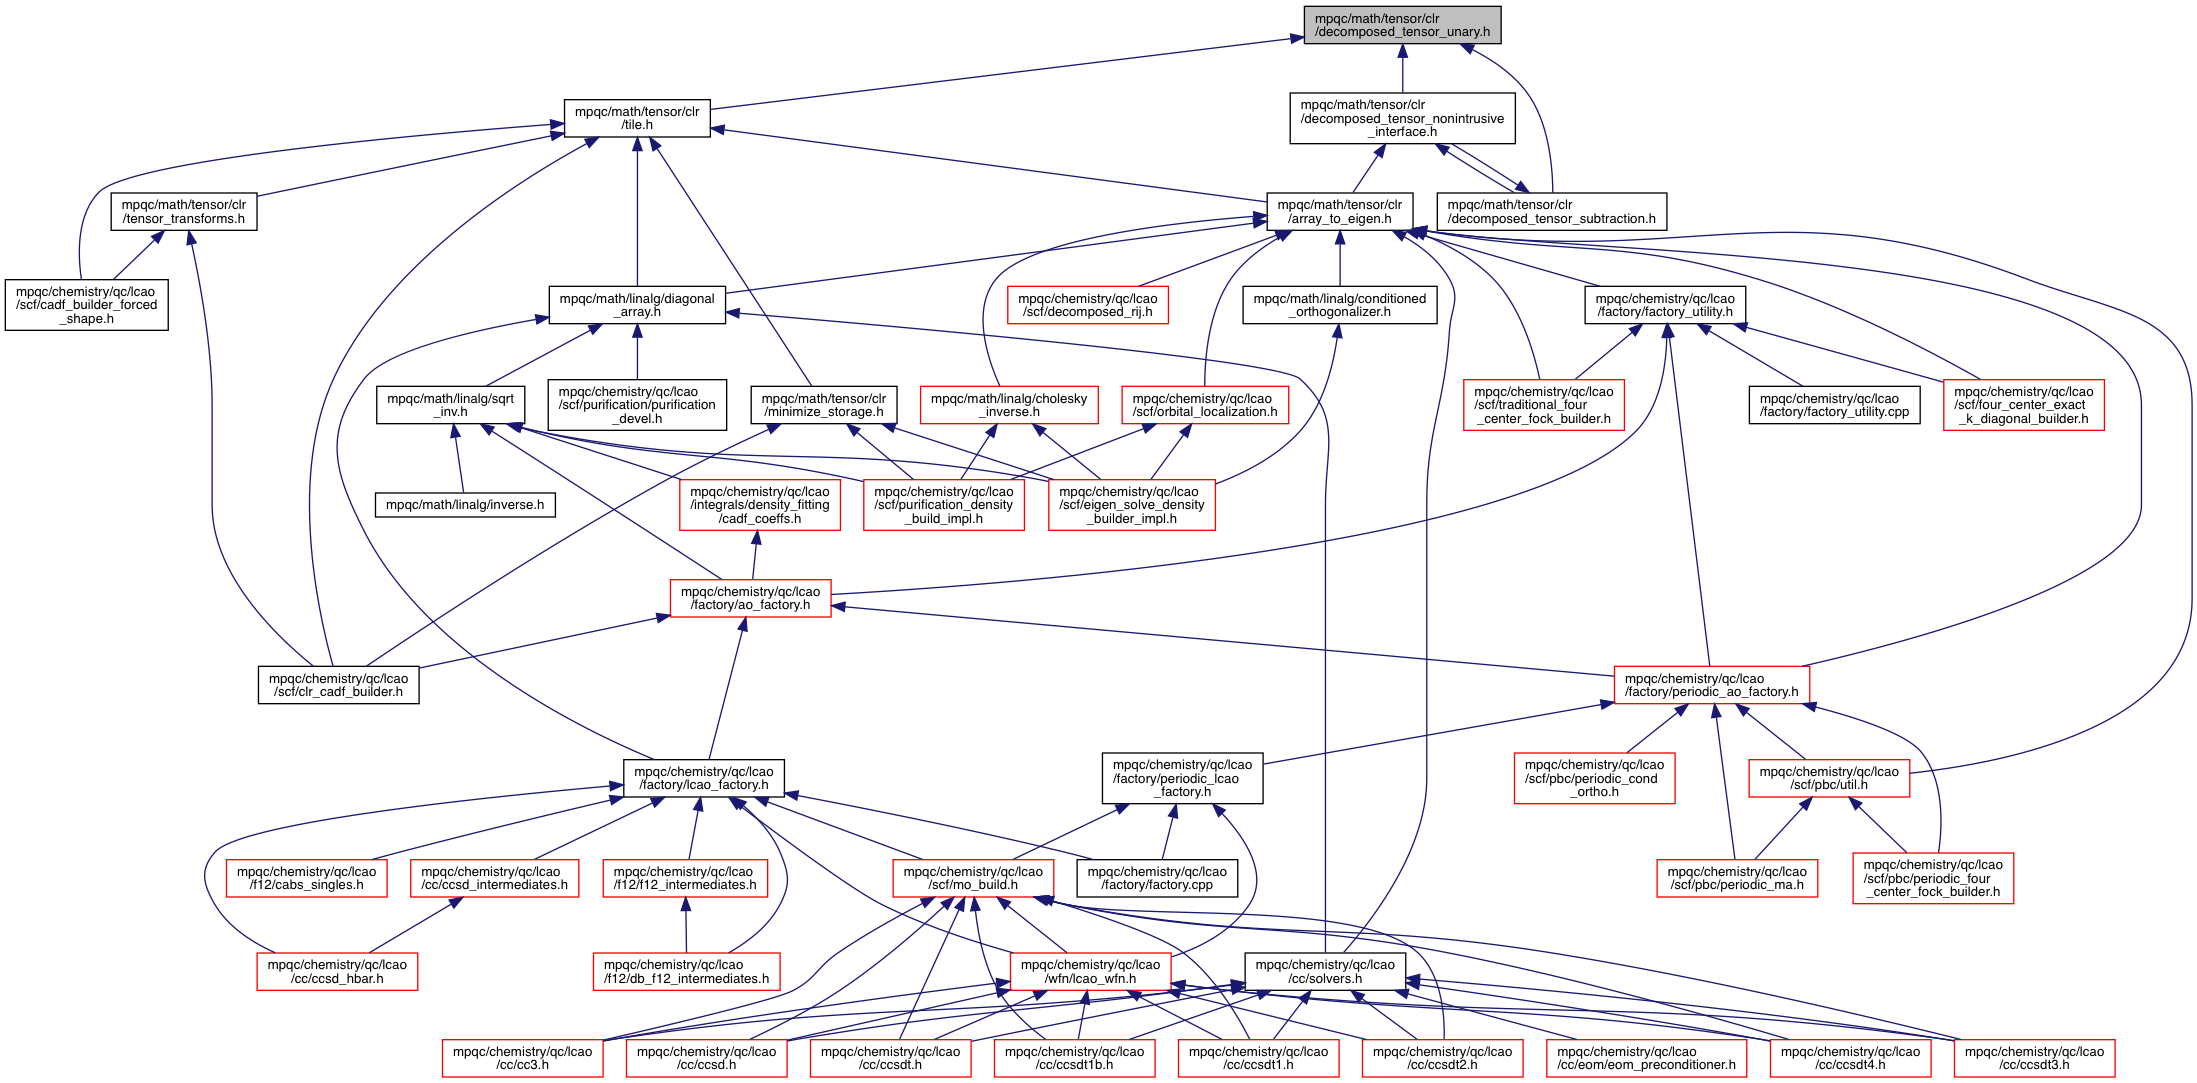 mpqc/math/tensor/clr
/decomposed_tensor_unary.h
mpqc/math/tensor/clr
/tile.h
mpqc/math/tensor/clr
/decomposed_tensor_nonintrusive
_interface.h
mpqc/math/tensor/clr
/tensor_transforms.h
mpqc/math/tensor/clr
/array_to_eigen.h
mpqc/math/tensor/clr
/decomposed_tensor_subtraction.h
mpqc/chemistry/qc/lcao
/scf/cadf_builder_forced
_shape.h
mpqc/math/linalg/diagonal
_array.h
mpqc/chemistry/qc/lcao
/scf/decomposed_rij.h
mpqc/math/linalg/conditioned
_orthogonalizer.h
mpqc/chemistry/qc/lcao
/factory/factory_utility.h
mpqc/math/linalg/sqrt
_inv.h
mpqc/chemistry/qc/lcao
/scf/purification/purification
_devel.h
mpqc/math/tensor/clr
/minimize_storage.h
mpqc/math/linalg/cholesky
_inverse.h
mpqc/chemistry/qc/lcao
/scf/orbital_localization.h
mpqc/chemistry/qc/lcao
/scf/traditional_four
_center_fock_builder.h
mpqc/chemistry/qc/lcao
/factory/factory_utility.cpp
mpqc/chemistry/qc/lcao
/scf/four_center_exact
_k_diagonal_builder.h
mpqc/math/linalg/inverse.h
mpqc/chemistry/qc/lcao
/integrals/density_fitting
/cadf_coeffs.h
mpqc/chemistry/qc/lcao
/scf/purification_density
_build_impl.h
mpqc/chemistry/qc/lcao
/scf/eigen_solve_density
_builder_impl.h
mpqc/chemistry/qc/lcao
/factory/ao_factory.h
mpqc/chemistry/qc/lcao
/scf/clr_cadf_builder.h
mpqc/chemistry/qc/lcao
/factory/periodic_ao_factory.h
mpqc/chemistry/qc/lcao
/factory/lcao_factory.h
mpqc/chemistry/qc/lcao
/factory/periodic_lcao
_factory.h
mpqc/chemistry/qc/lcao
/scf/pbc/periodic_cond
_ortho.h
mpqc/chemistry/qc/lcao
/scf/pbc/util.h
mpqc/chemistry/qc/lcao
/f12/cabs_singles.h
mpqc/chemistry/qc/lcao
/cc/ccsd_intermediates.h
mpqc/chemistry/qc/lcao
/f12/f12_intermediates.h
mpqc/chemistry/qc/lcao
/scf/mo_build.h
mpqc/chemistry/qc/lcao
/factory/factory.cpp
mpqc/chemistry/qc/lcao
/scf/pbc/periodic_ma.h
mpqc/chemistry/qc/lcao
/scf/pbc/periodic_four
_center_fock_builder.h
mpqc/chemistry/qc/lcao
/cc/ccsd_hbar.h
mpqc/chemistry/qc/lcao
/f12/db_f12_intermediates.h
mpqc/chemistry/qc/lcao
/wfn/lcao_wfn.h
mpqc/chemistry/qc/lcao
/cc/solvers.h
mpqc/chemistry/qc/lcao
/cc/cc3.h
mpqc/chemistry/qc/lcao
/cc/ccsd.h
mpqc/chemistry/qc/lcao
/cc/ccsdt.h
mpqc/chemistry/qc/lcao
/cc/ccsdt1b.h
mpqc/chemistry/qc/lcao
/cc/ccsdt1.h
mpqc/chemistry/qc/lcao
/cc/ccsdt2.h
mpqc/chemistry/qc/lcao
/cc/eom/eom_preconditioner.h
mpqc/chemistry/qc/lcao
/cc/ccsdt4.h
mpqc/chemistry/qc/lcao
/cc/ccsdt3.h